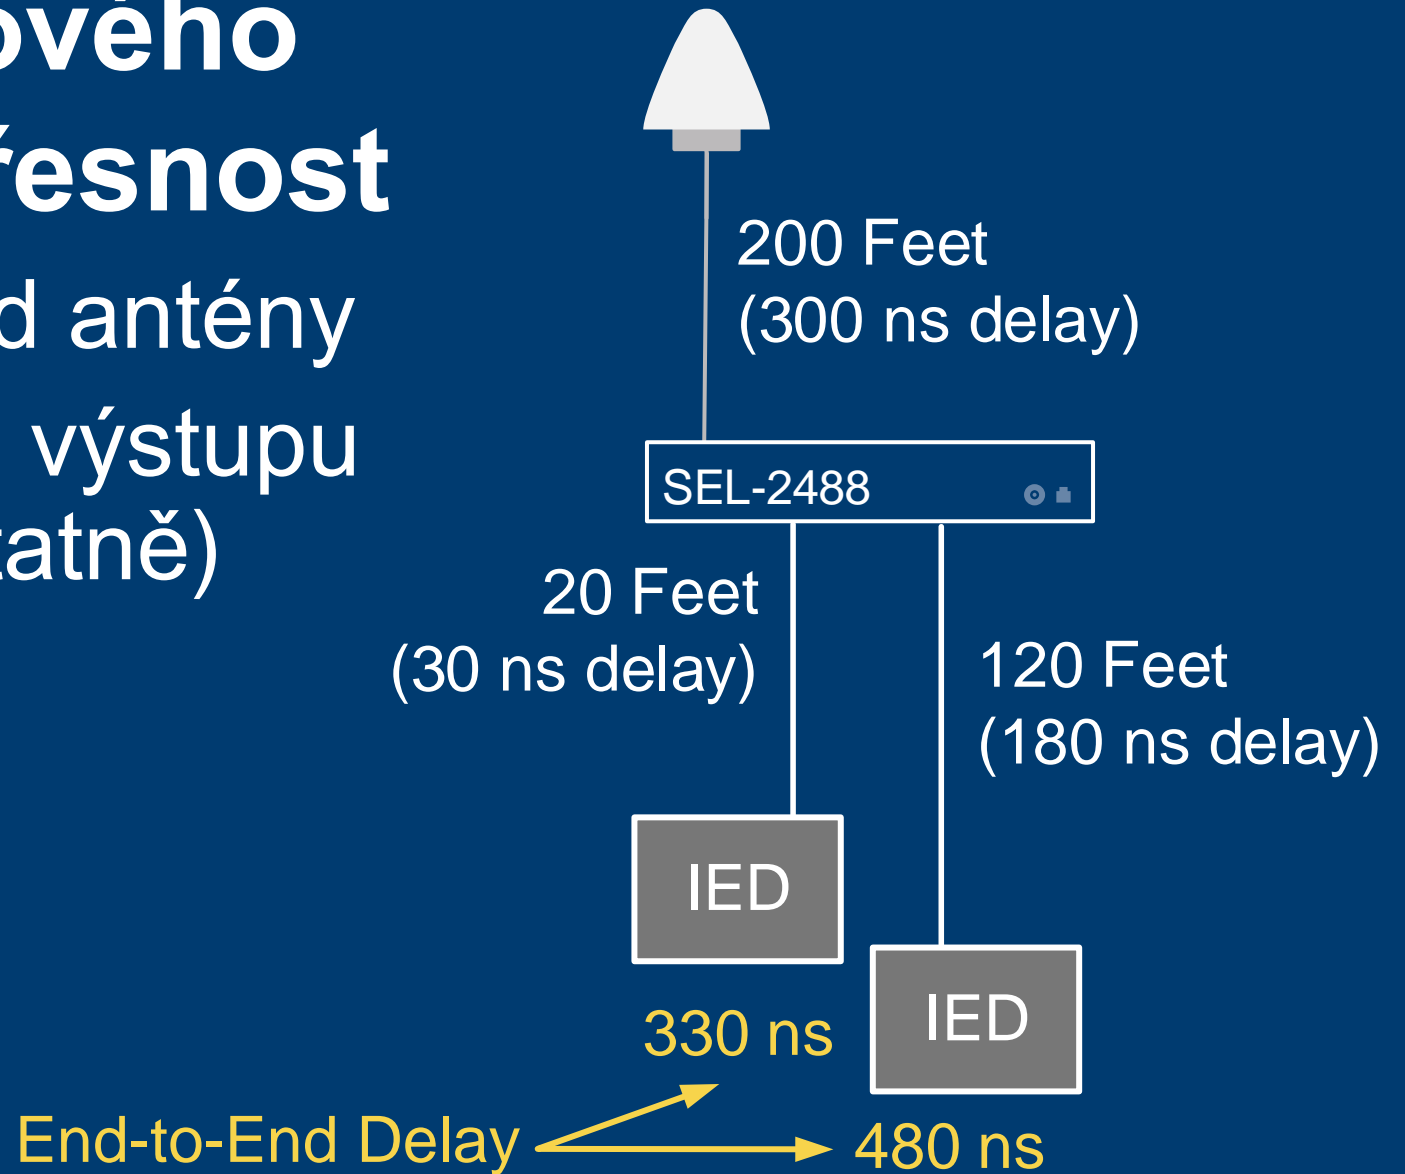 ového
řesnost
d antény
výstupu
tatně)
200 Feet
(300 ns delay)
SEL-2488
20 Feet
(30 ns delay)
120 Feet
(180 ns delay)
IED
IED
330 ns
End-to-End Delay
480 ns